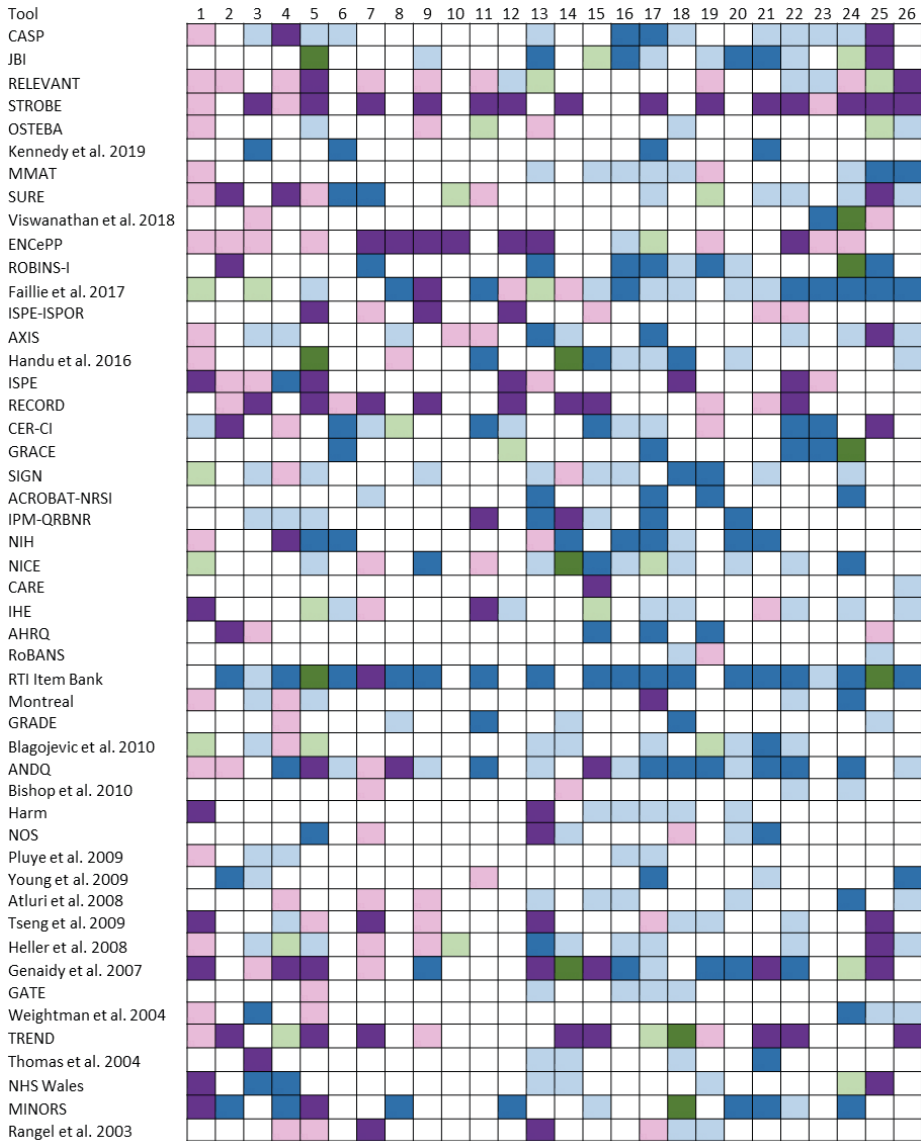 Tool 1 2 3 4 5 6 7 8 9 10 11 12 13 14 15 16 17 18 19 20 21 22 23 24 25 26
CASP
JBI
RELEVANT
STROBE
OSTEBA
Kennedy et al. 2019
MMAT
SURE
Viswanathan et al. 2018
ENCePP
ROBINS-I
Faillie et al. 2017
ISPE-ISPOR
AXIS
Handu et al. 2016
ISPE
RECORD
CER-CI
GRACE
SIGN
ACROBAT-NRSI
IPM-QRBNR
NIH
NICE
CARE
IHE
AHRQ
RoBANS
RTI Item Bank
Montreal
GRADE
Blagojevic et al. 2010
ANDQ
Bishop et al. 2010
Harm
NOS
Pluye et al. 2009
Young et al. 2009
Atluri et al. 2008
Tseng et al. 2009
Heller et al. 2008
Genaidy et al. 2007
GATE
Weightman et al. 2004
TREND
Thomas et al. 2004
NHS Wales
MINORS
Rangel et al. 2003